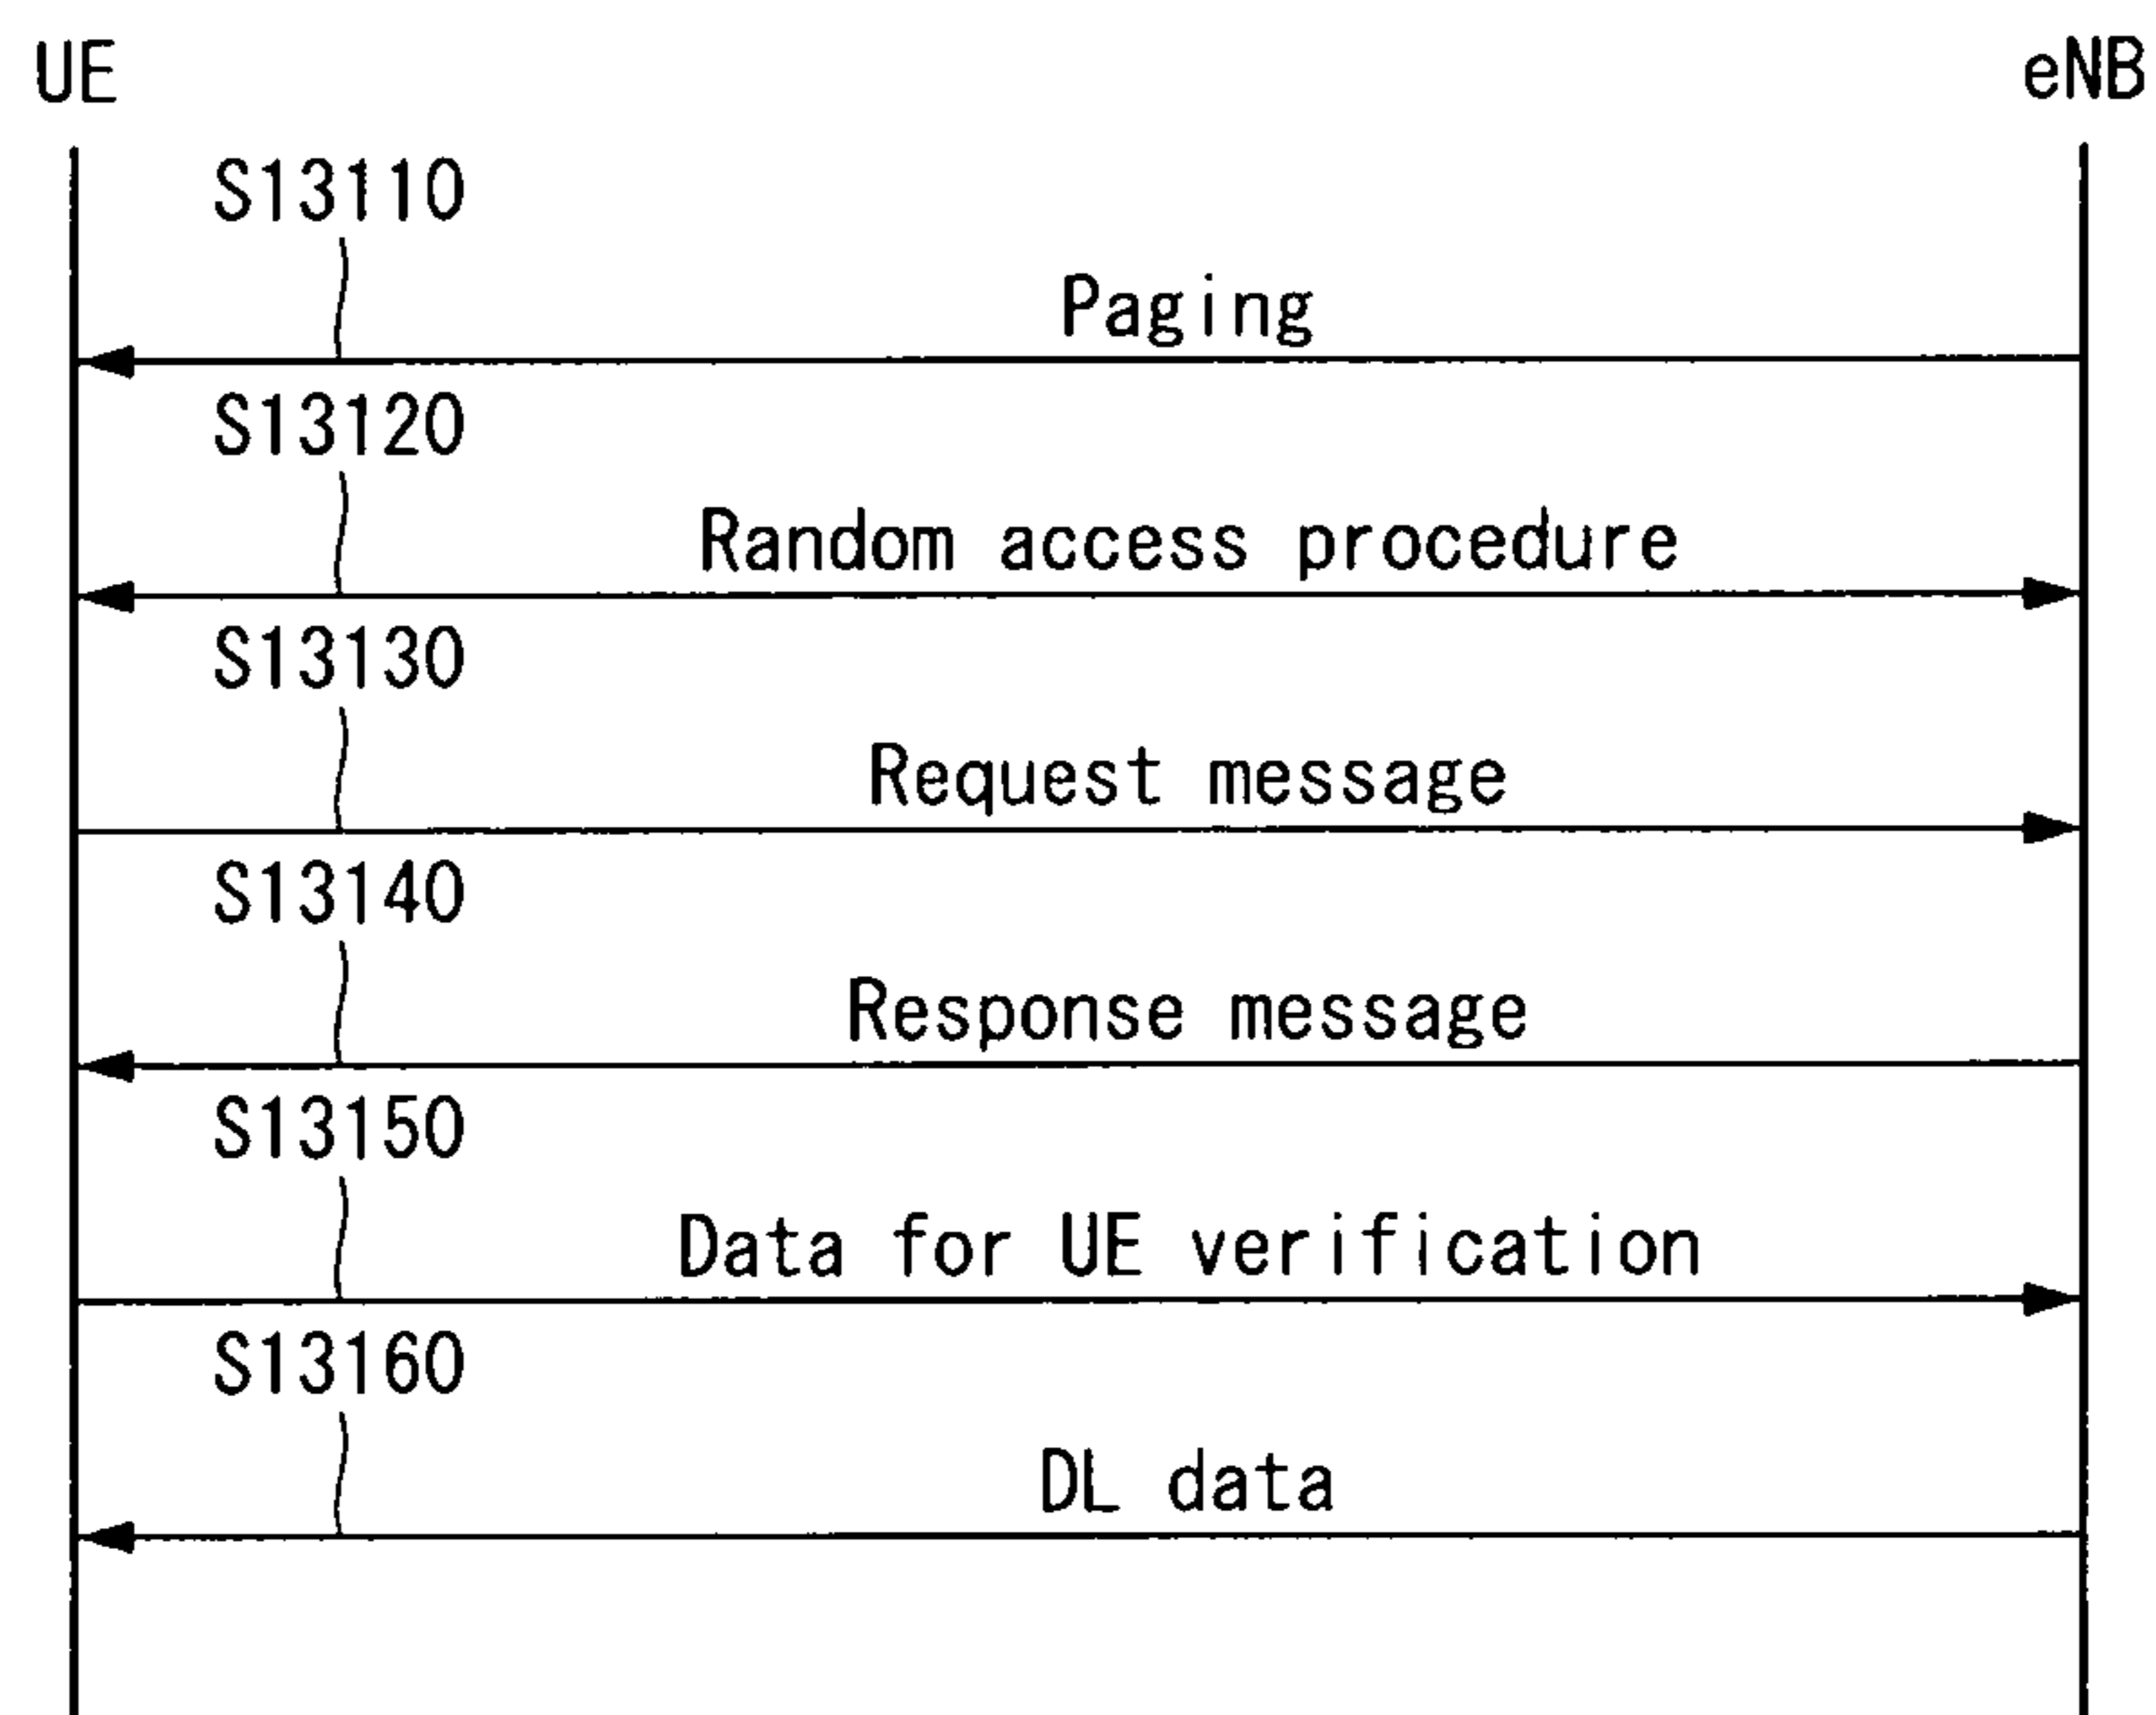 UE eNB
S13110
Paging
S13120
Random access procedure
S13130
Request message
S13140
Response message
S13150
Data for UE verification
S13160
DL data